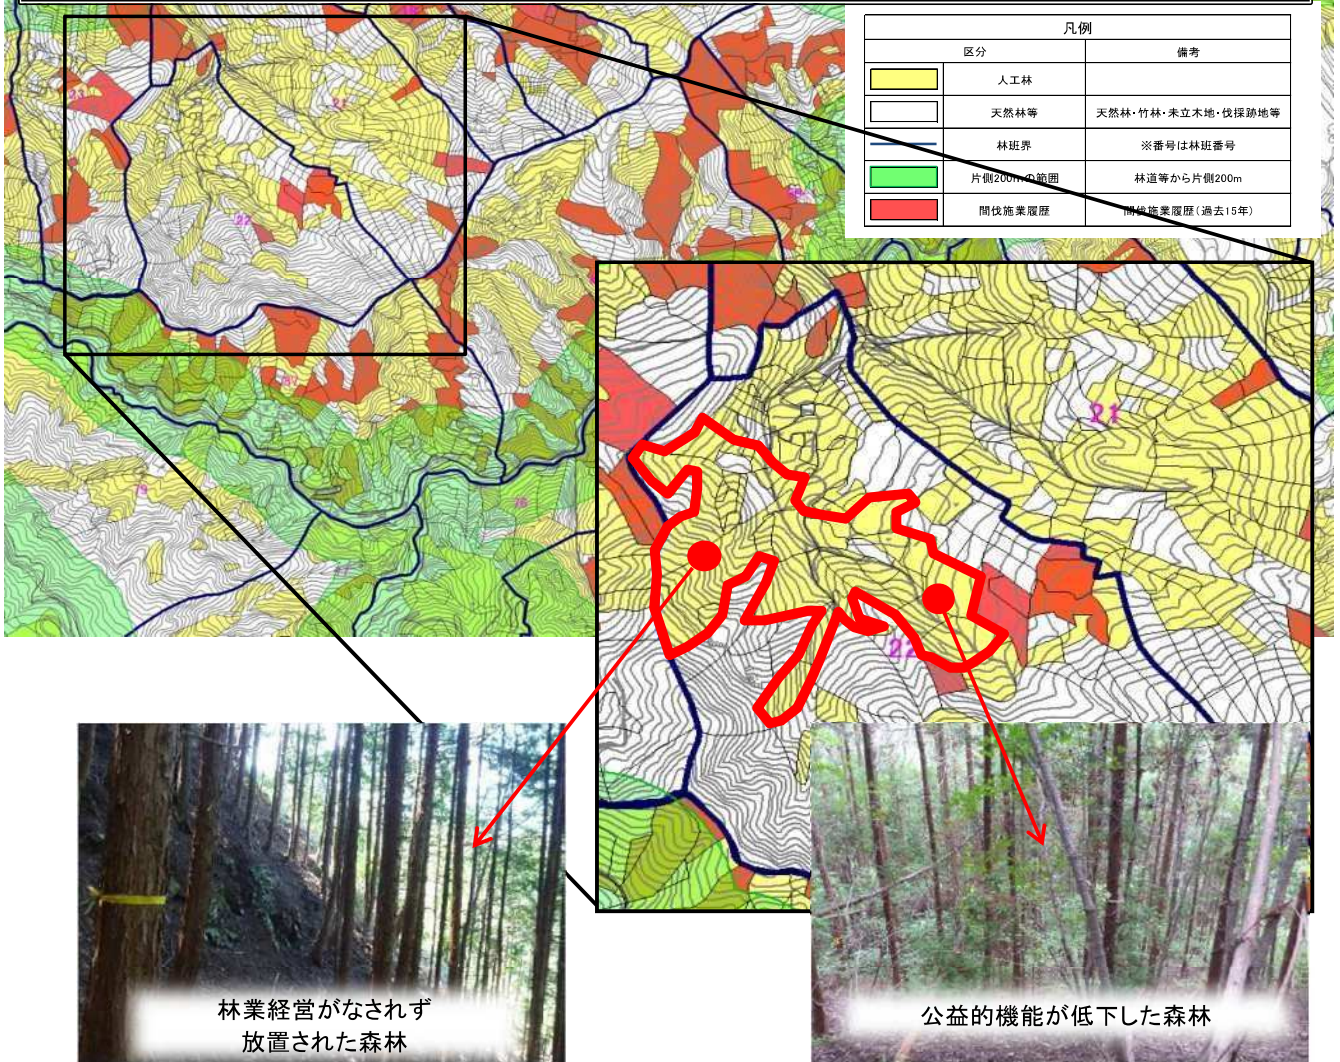 凡例
区分 備考
人工林
天然林等 天然林・竹林・未立木地・伐採跡地等
林班界 ※番号は林班番号
片側200mの範囲 林道等から片側200m
間伐施業履歴 間伐施業履歴(過去15年)
23
21
22
21
22
19
18
林業経営がなされず
放置された森林
公益的機能が低下した森林